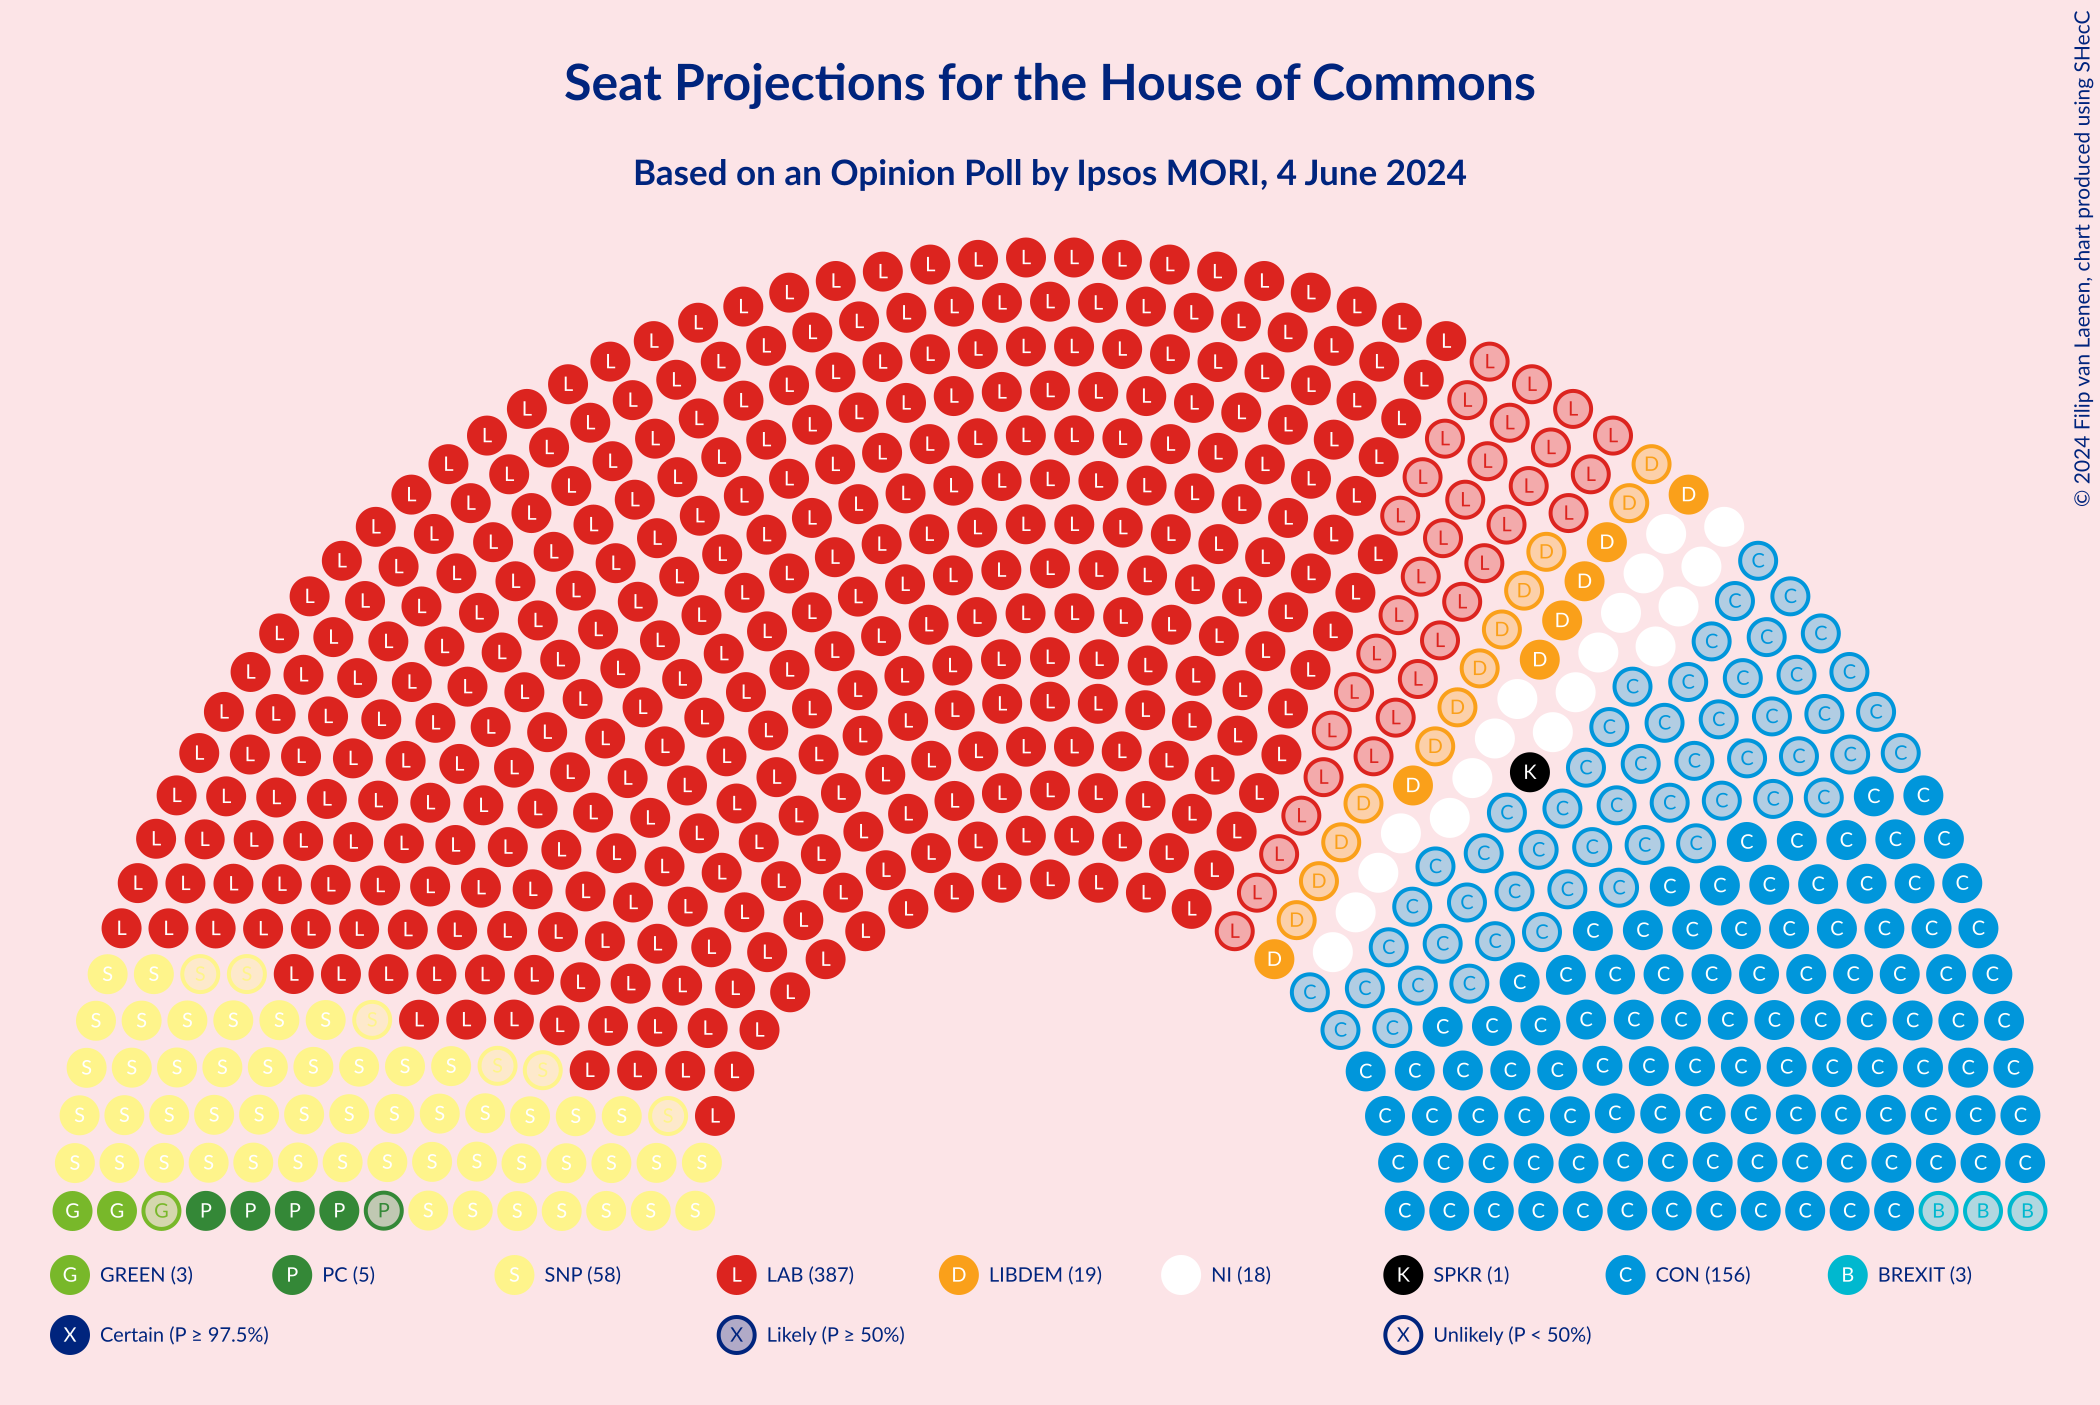 Seat Projections for the House of Commons
Based on an Opinion Poll by Ipsos MORI, 4 June 2024
© 2024 Filip van Laenen, chart produced using SHecC
G GREEN (3) P PC (5) S SNP (58) L LAB (387) D LIBDEM (19) NI (18) K SPKR (1) C CON (156) B BREXIT (3)
X Certain (P ≥ 97.5%) X Likely (P ≥ 50%) X Unlikely (P < 50%)